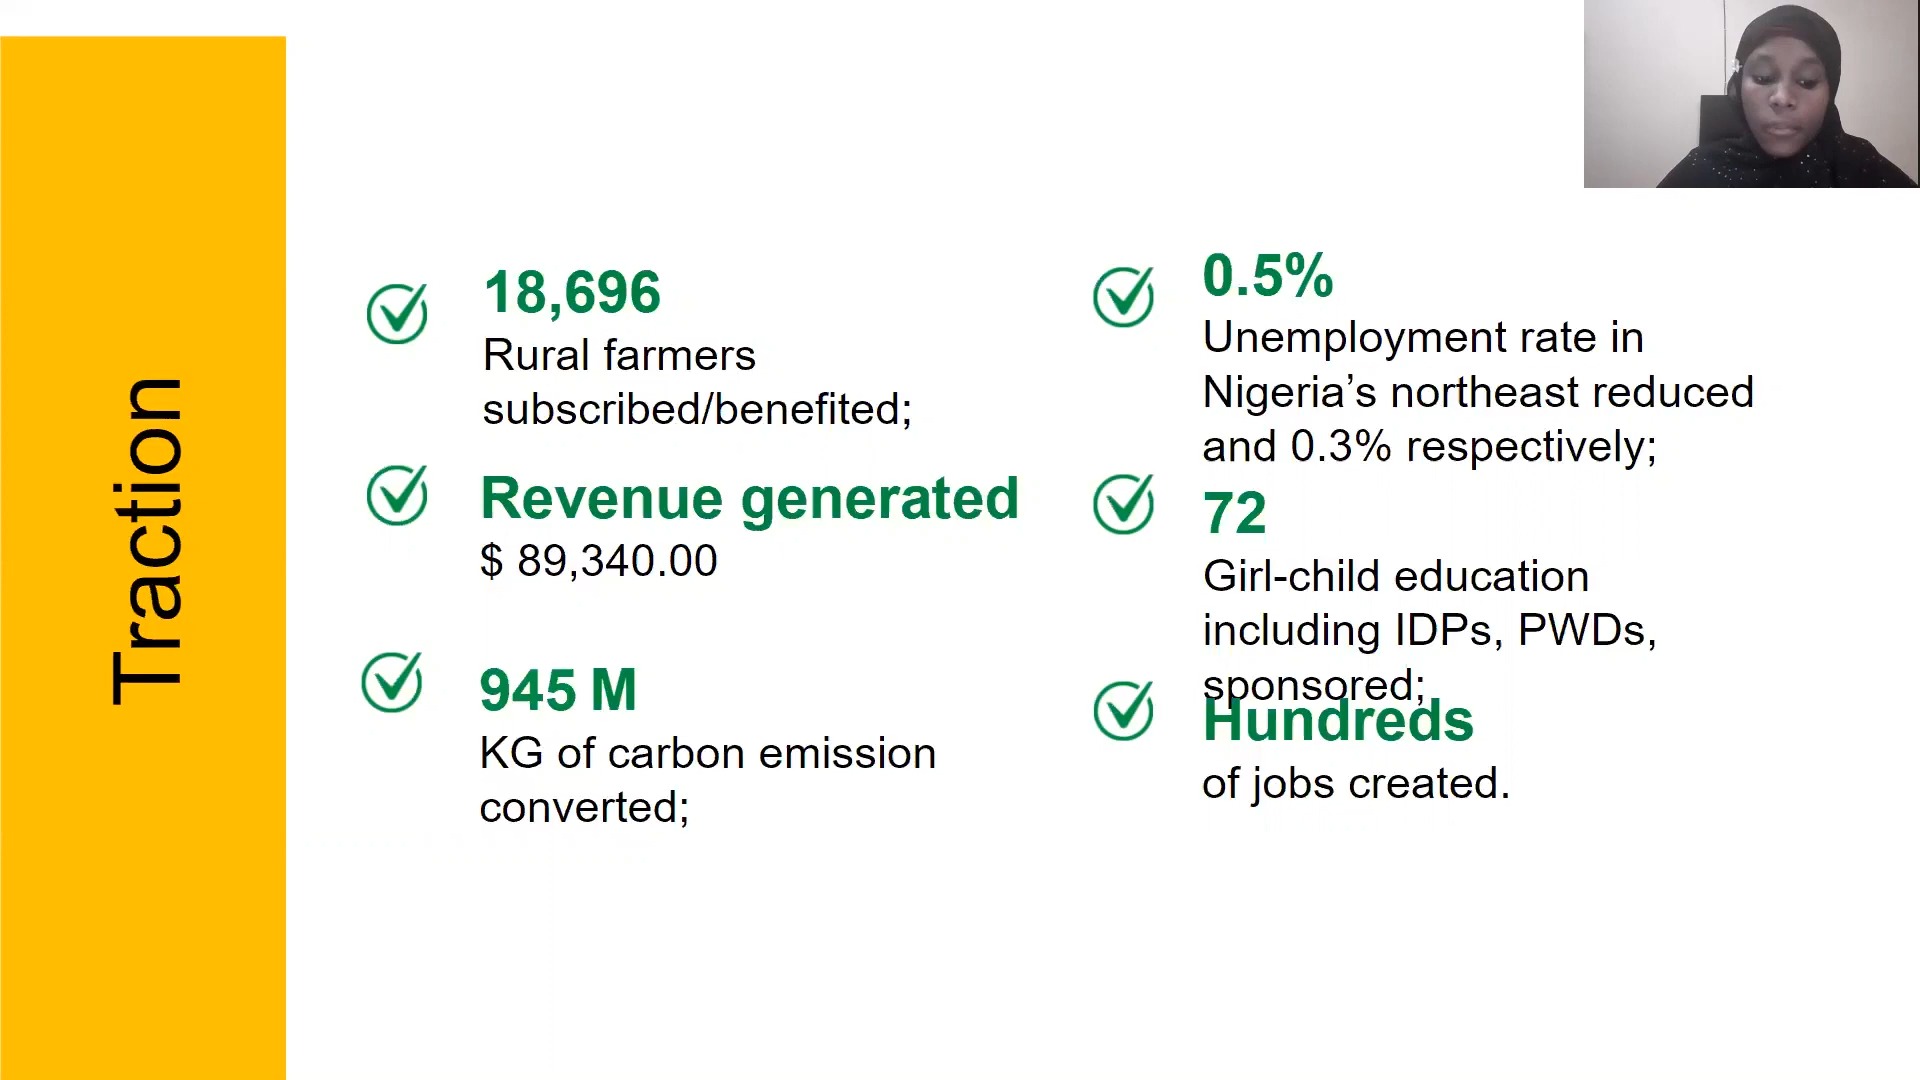 Traction
18,696
Rural farmers
subscribed/benefited;
Revenue generated
$ 89,340.00
945 M
KG of carbon emission
converted;
0.5%
Unemployment rate in
Nigeria’s northeast reduced
and 0.3% respectively;
72
Girl-child education
including IDPs, PWDs,
sponsored;
Hundreds
of jobs created.